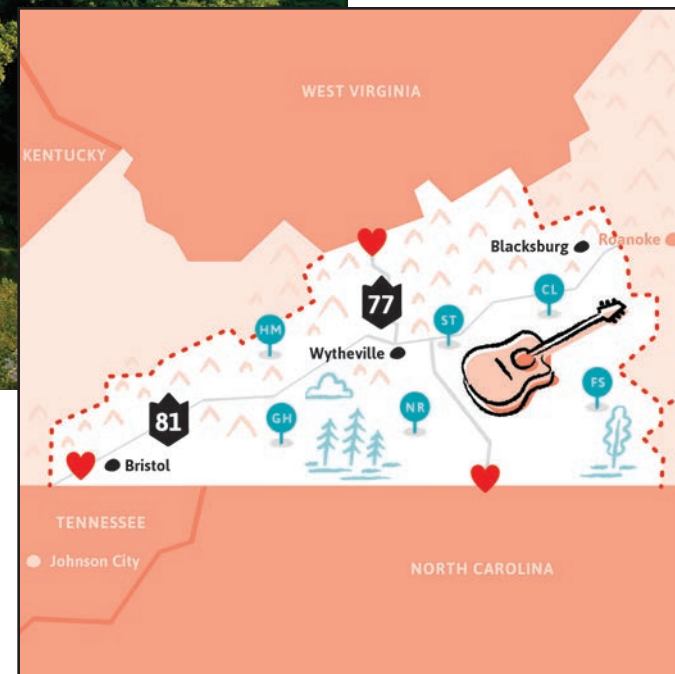 WEST VIRGINIA
KENTUCKY
Blacksburg
Roanoke
CL
77
ST
HM
Wytheville
FS
NR
GH
81
Bristol
TENNESSEE
Johnson City
NORTH CAROLINA